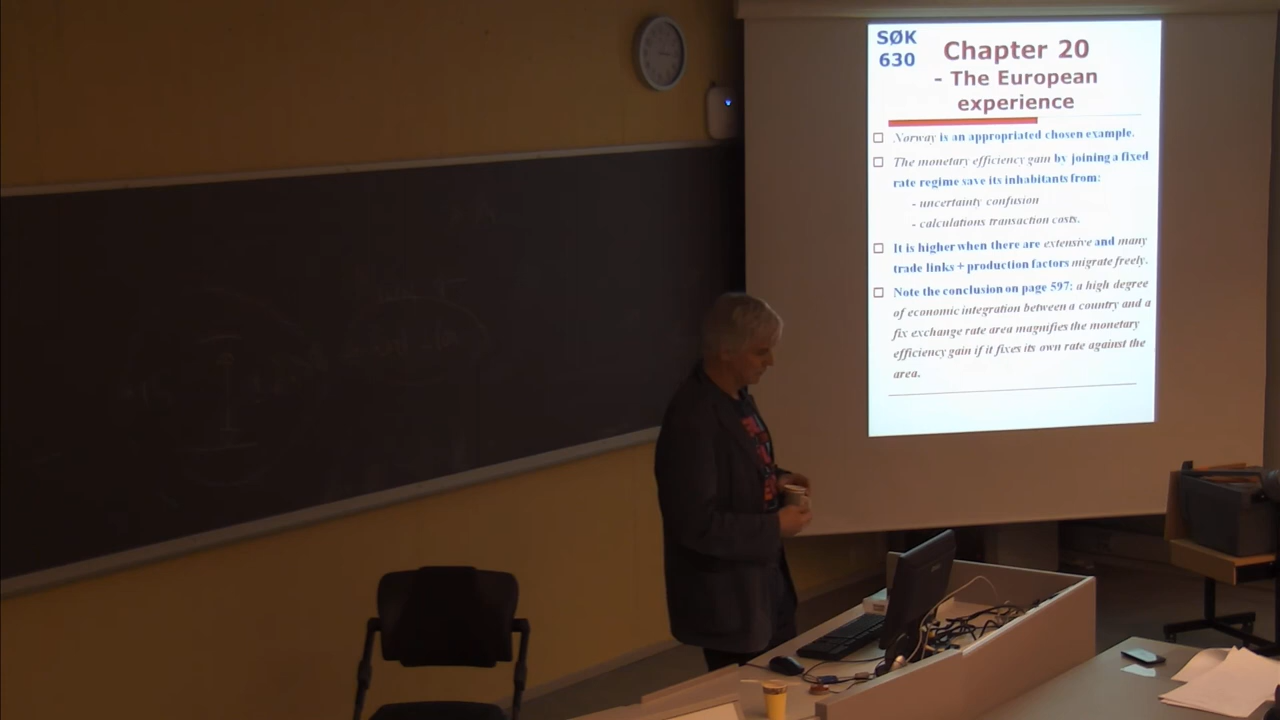 SØK
630
Chapter 20
- The European
experience
Norway is an appropriated chosen example.
The monetary efficiency gain by joining a fixed
rate regime save its inhabitants from:
- uncertainty confusion
- calculations transaction costs.
It is higher when there are extensive and many
trade links + production factors migrate freely.
Note the conclusion on page 597: a high degree
of economic integration between a country and a
fix exchange rate area magnifies the monetary
efficiency gain if it fixes its own rate against the
area.